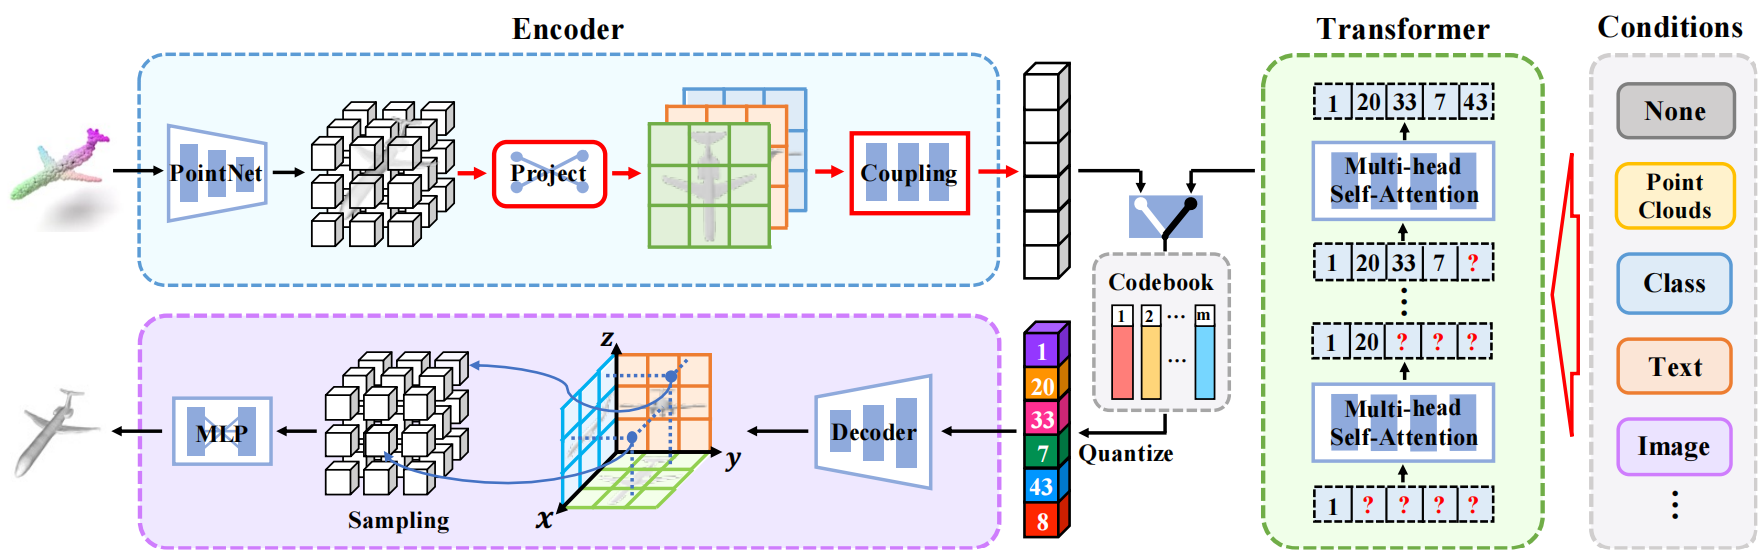 Encoder
Transformer
Conditions
PointNet
Project
Coupling
1 20 33 7 43
Multi-head
Self-Attention
1 20 33 7 ?
⋮
1 20 ? ? ?
Multi-head
Self-Attention
1 ? ? ? ?
None
Point
Clouds
Class
Text
Image
⋮
Codebook
1 2 ... m
...
Quantize
1
20
33
7
43
8
Decoder
z
y
x
Sampling
MLP